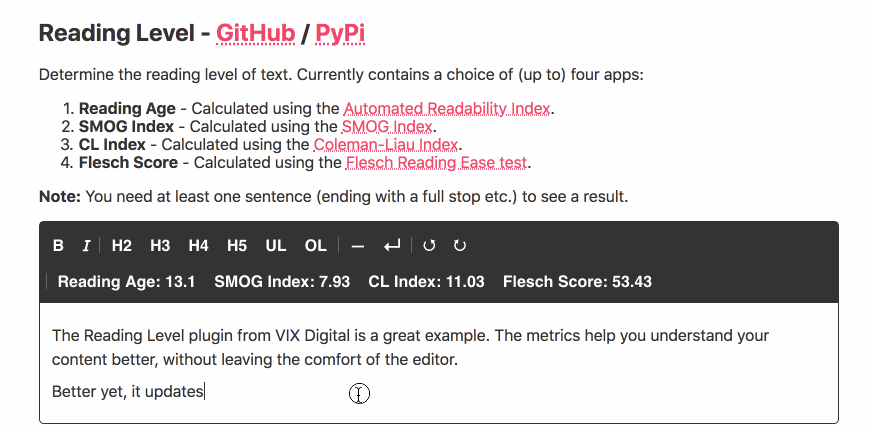 Reading Level - GitHub / PyPi
Determine the reading level of text. Currently contains a choice of (up to) four apps:
1. Reading Age - Calculated using the Automated Readability Index.
2. SMOG Index - Calculated using the SMOG Index.
3. CL Index - Calculated using the Coleman-Liau Index.
4. Flesch Score - Calculated using the Flesch Reading Ease test.
Note: You need at least one sentence (ending with a full stop etc.) to see a result.
B I H2 H3 H4 H5 UL OL
Reading Age: 13.1 SMOG Index: 7.93 CL Index: 11.03 Flesch Score: 53.43
The Reading Level plugin from VIX Digital is a great example. The metrics help you understand your
content better, without leaving the comfort of the editor.
Better yet, it updates